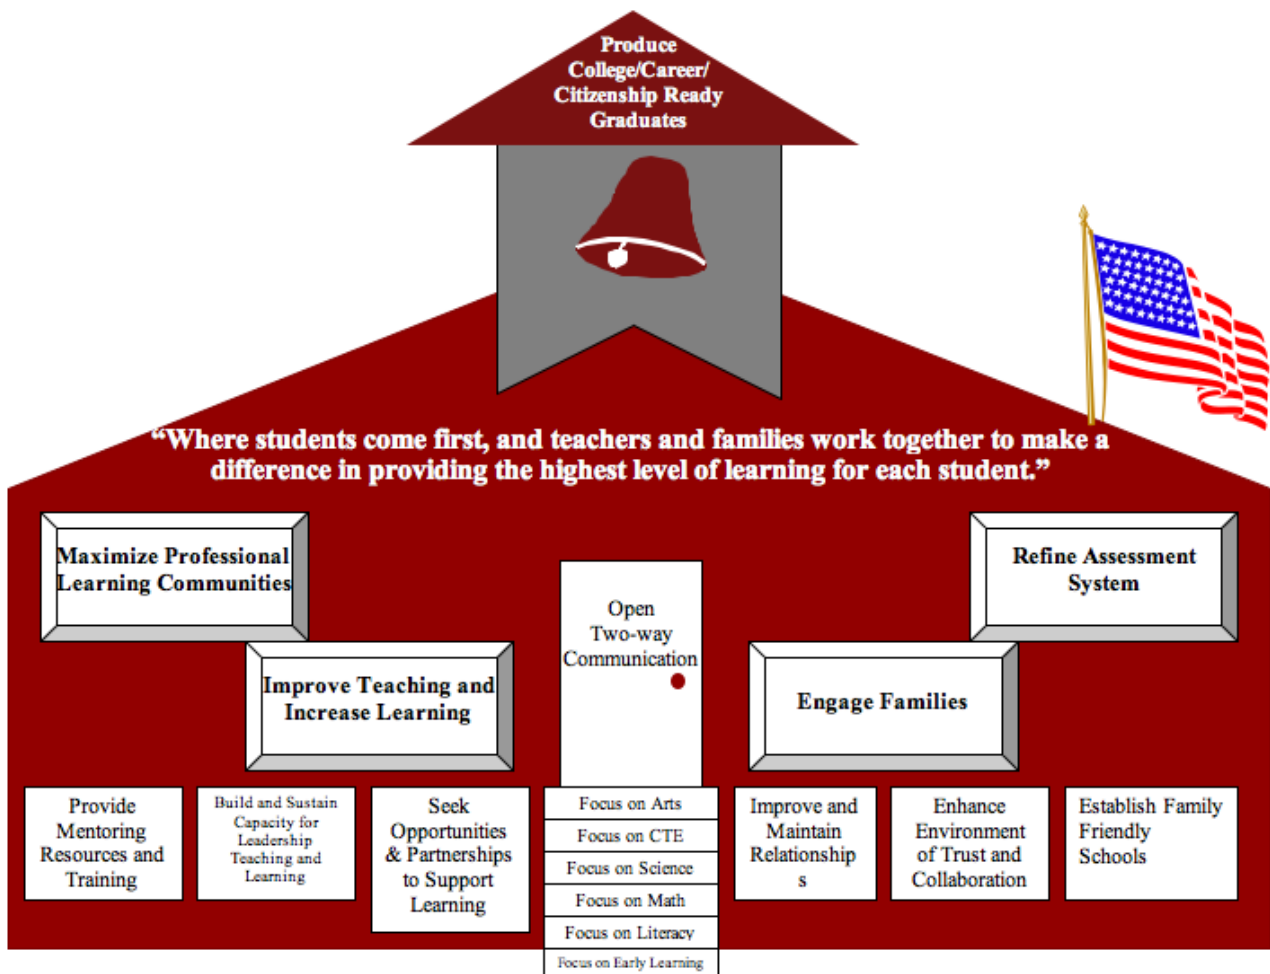 Produce
College/Career/
Citizenship Ready
Graduates
“Where students come first, and teachers and families work together to make a
difference in providing the highest level of learning for each student.”
Maximize Professional
Learning Communities
Refine Assessment
System
Open
Two-way
Communication
Improve Teaching and
Increase Learning
Engage Families
Provide
Mentoring
Resources and
Training
Build and Sustain
Capacity for
Leadership
Teaching and
Learning
Seek
Opportunities
& Partnerships
to Support
Learning
Focus on Arts
Focus on CTE
Focus on Science
Focus on Math
Focus on Literacy
Focus on Early Learning
Improve and
Maintain
Relationship
s
Enhance
Environment
of Trust and
Collaboration
Establish Family
Friendly
Schools